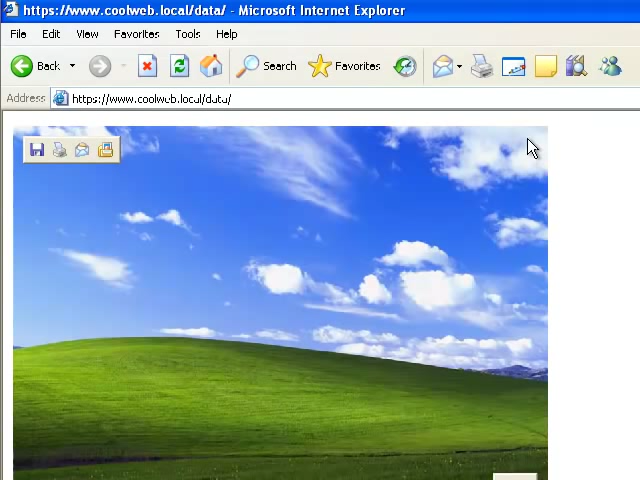 https://www.coolweb.local/data/ - Microsoft Internet Explorer
File Edit View Favorites Tools Help
Back Search Favorites
Address https://www.coolweb.local/data/